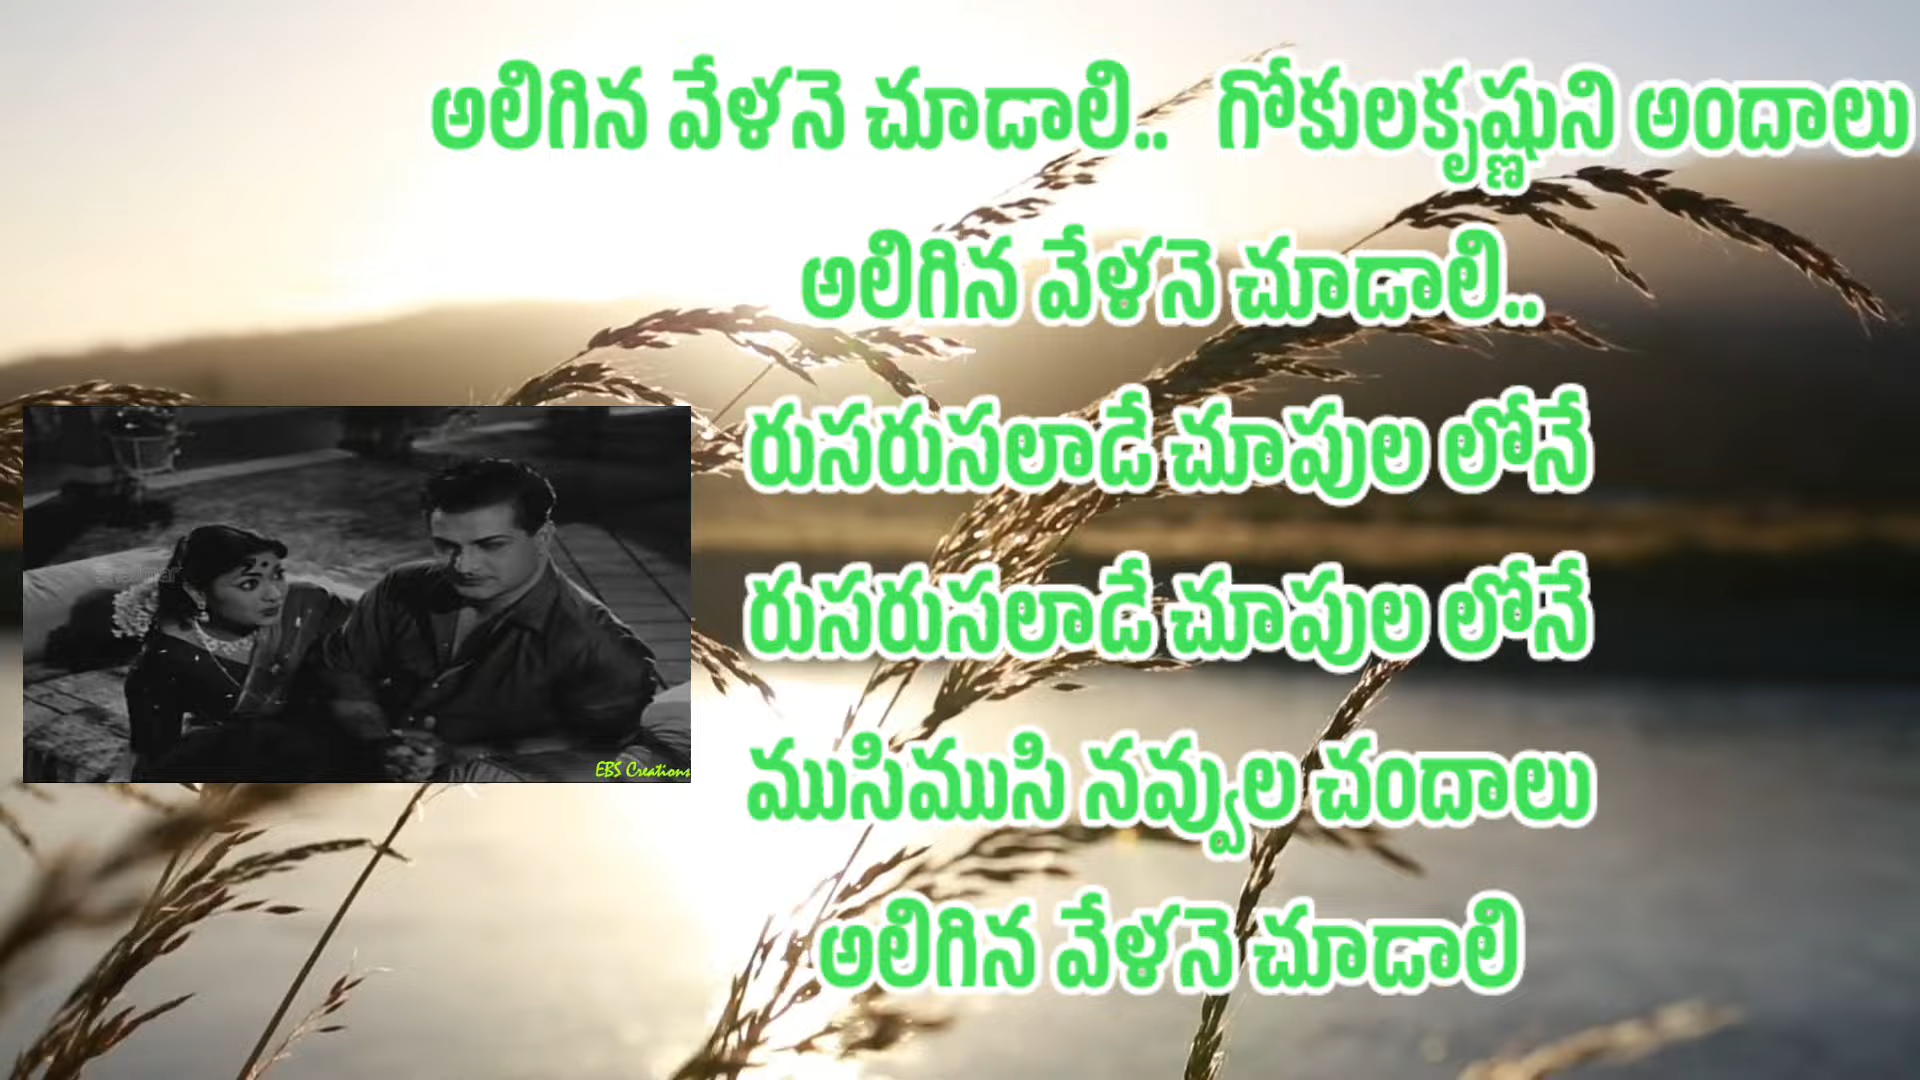 అలిగిన వేళనె చూడాలి.. గోకులకృష్ణుని అందాలు
అలిగిన వేళనె చూడాలి..
రుసరుసలాడే చూపుల లోనే
రుసరుసలాడే చూపుల లోనే
ముసిముసి నవ్వుల చందాలు
అలిగిన వేళనె చూడాలి
EBS Creations